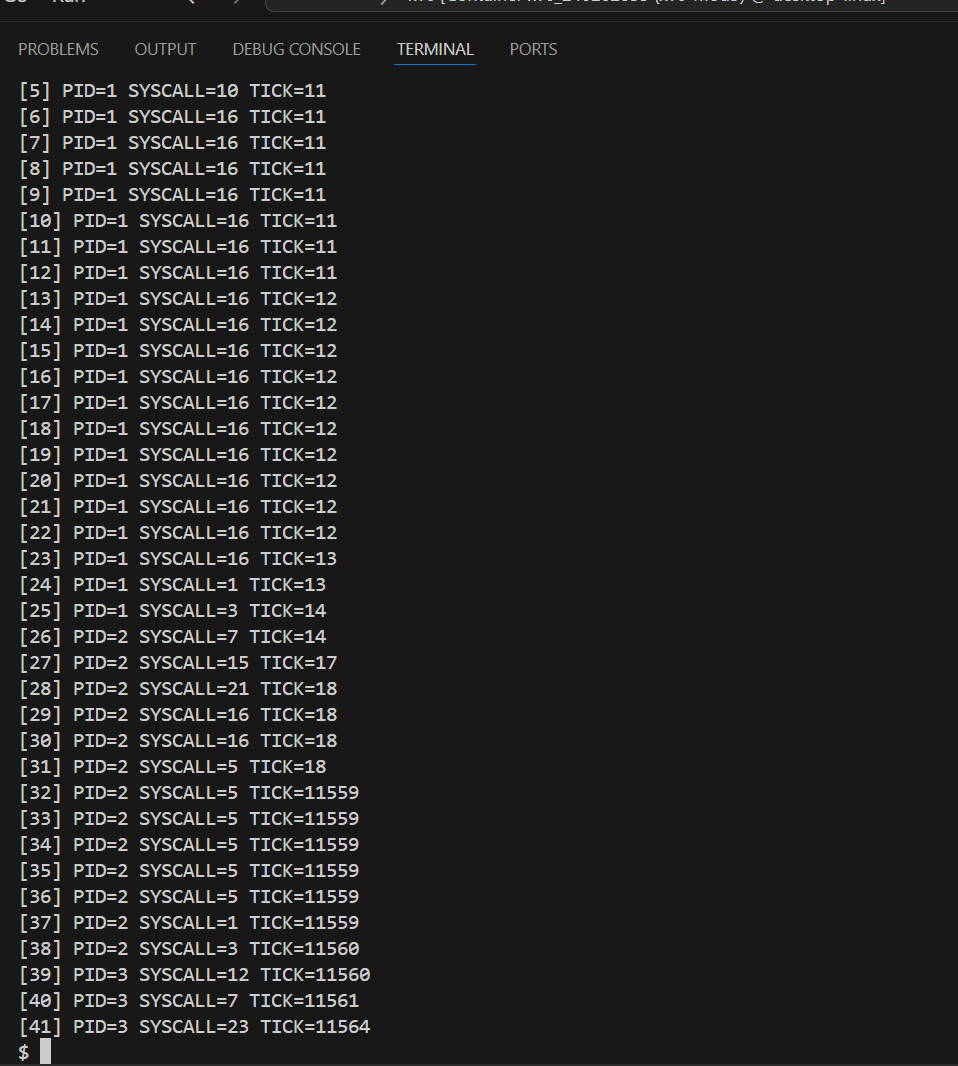 PROBLEMS OUTPUT DEBUG CONSOLE TERMINAL PORTS
[5] PID=1 SYSCALL=10 TICK=11
[6] PID=1 SYSCALL=16 TICK=11
[7] PID=1 SYSCALL=16 TICK=11
[8] PID=1 SYSCALL=16 TICK=11
[9] PID=1 SYSCALL=16 TICK=11
[10] PID=1 SYSCALL=16 TICK=11
[11] PID=1 SYSCALL=16 TICK=11
[12] PID=1 SYSCALL=16 TICK=11
[13] PID=1 SYSCALL=16 TICK=12
[14] PID=1 SYSCALL=16 TICK=12
[15] PID=1 SYSCALL=16 TICK=12
[16] PID=1 SYSCALL=16 TICK=12
[17] PID=1 SYSCALL=16 TICK=12
[18] PID=1 SYSCALL=16 TICK=12
[19] PID=1 SYSCALL=16 TICK=12
[20] PID=1 SYSCALL=16 TICK=12
[21] PID=1 SYSCALL=16 TICK=12
[22] PID=1 SYSCALL=16 TICK=12
[23] PID=1 SYSCALL=16 TICK=13
[24] PID=1 SYSCALL=1 TICK=13
[25] PID=1 SYSCALL=3 TICK=14
[26] PID=2 SYSCALL=7 TICK=14
[27] PID=2 SYSCALL=15 TICK=17
[28] PID=2 SYSCALL=21 TICK=18
[29] PID=2 SYSCALL=16 TICK=18
[30] PID=2 SYSCALL=16 TICK=18
[31] PID=2 SYSCALL=5 TICK=18
[32] PID=2 SYSCALL=5 TICK=11559
[33] PID=2 SYSCALL=5 TICK=11559
[34] PID=2 SYSCALL=5 TICK=11559
[35] PID=2 SYSCALL=5 TICK=11559
[36] PID=2 SYSCALL=5 TICK=11559
[37] PID=2 SYSCALL=1 TICK=11559
[38] PID=2 SYSCALL=3 TICK=11560
[39] PID=3 SYSCALL=12 TICK=11560
[40] PID=3 SYSCALL=7 TICK=11561
[41] PID=3 SYSCALL=23 TICK=11564
$